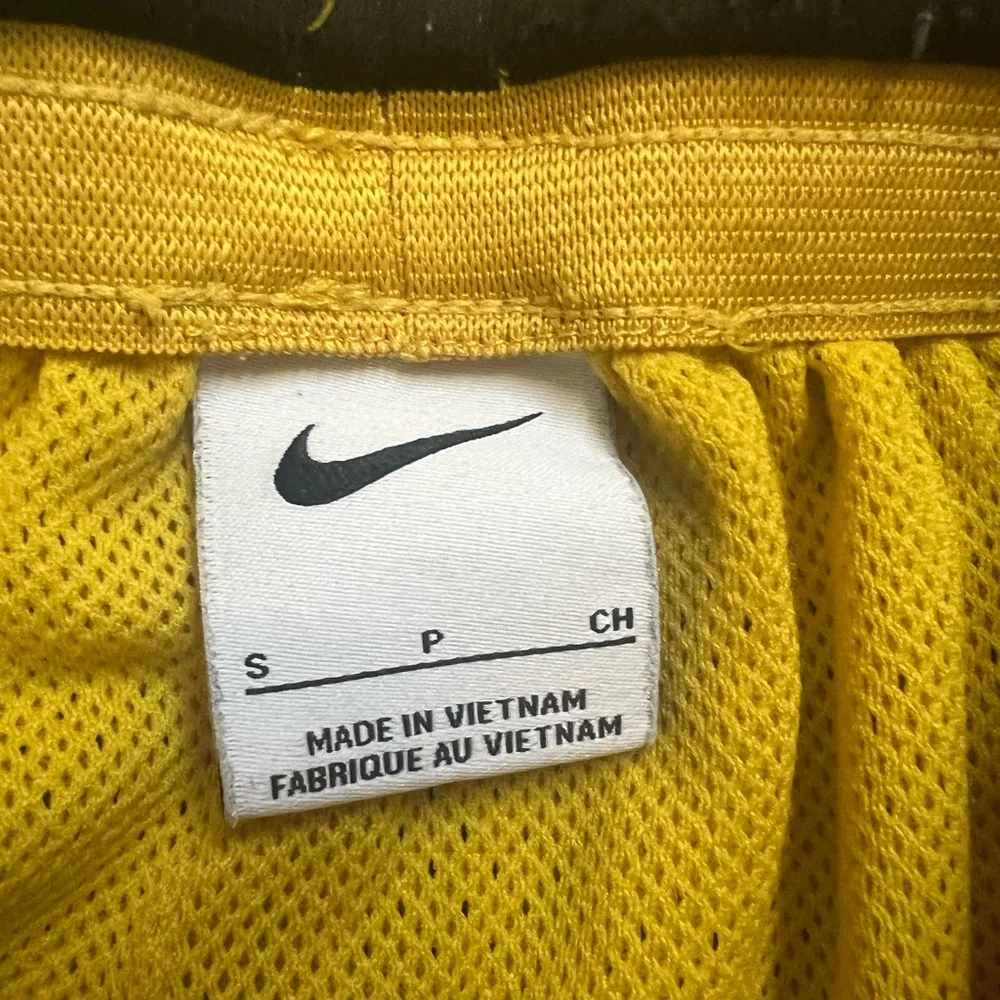 S P CH
MADE IN VIETNAM
FABRIQUE AU VIETNAM